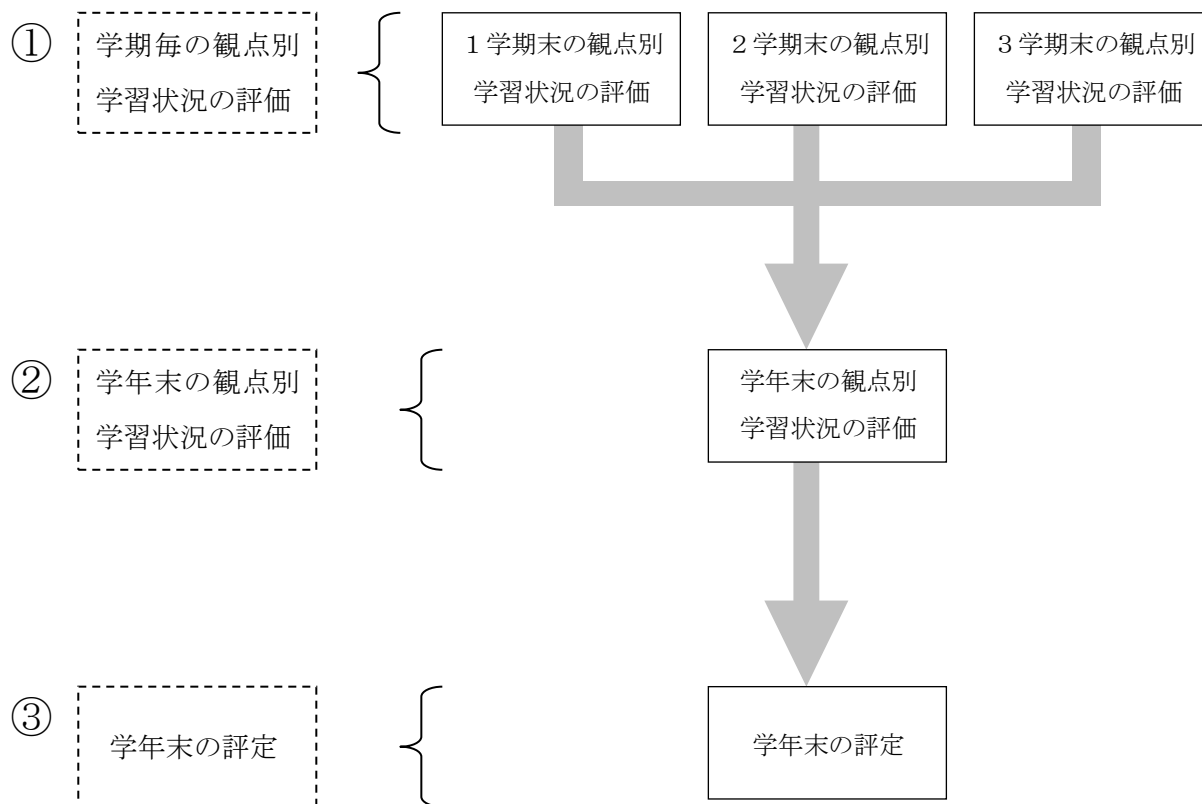 ①
学期毎の観点別
学習状況の評価
１学期末の観点別
学習状況の評価
２学期末の観点別
学習状況の評価
３学期末の観点別
学習状況の評価
②
学年末の観点別
学習状況の評価
学年末の観点別
学習状況の評価
③
学年末の評定
学年末の評定